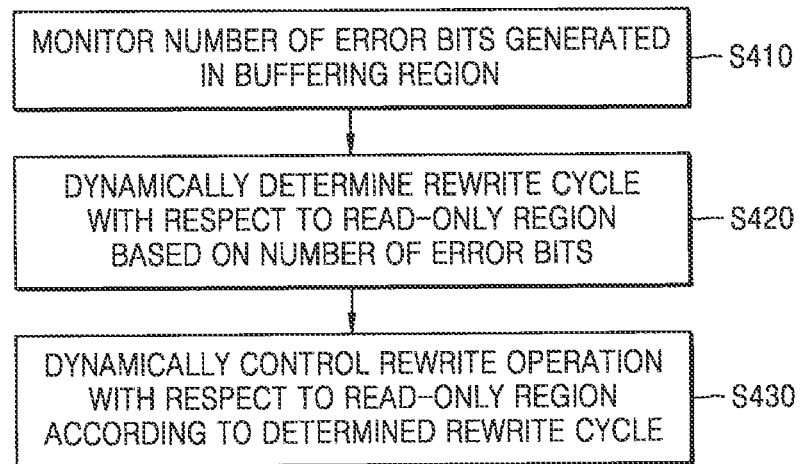 MONITOR NUMBER OF ERROR BITS GENERATED
IN BUFFERING REGION
S410
DYNAMICALLY DETERMINE REWRITE CYCLE
WITH RESPECT TO READ-ONLY REGION
BASED ON NUMBER OF ERROR BITS
S420
DYNAMICALLY CONTROL REWRITE OPERATION
WITH RESPECT TO READ-ONLY REGION
ACCORDING TO DETERMINED REWRITE CYCLE
S430